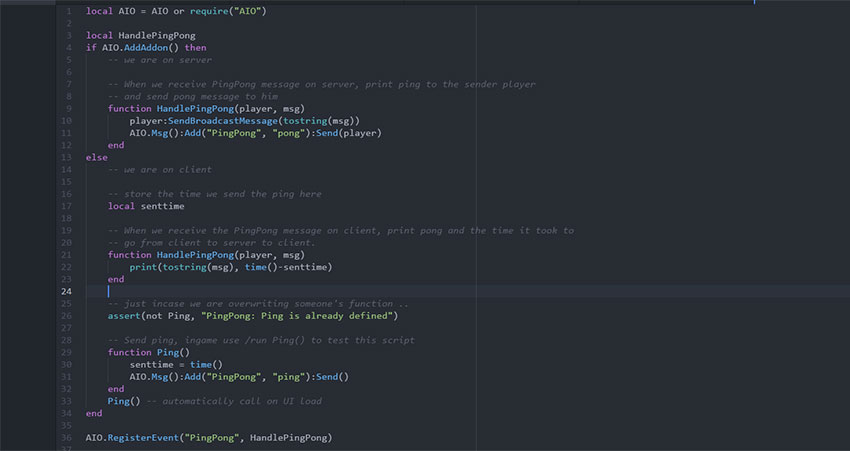 1 local AIO = AIO or require("AIO")
2
3 local HandlePingPong
4 if AIO.AddAddon() then
5 -- we are on server
6
7 -- When we receive PingPong message on server, print ping to the sender player
8 -- and send pong message to him
9 function HandlePingPong(player, msg)
10 player:SendBroadcastMessage(tostring(msg))
11 AIO.Msg():Add("PingPong", "pong"):Send(player)
12 end
13 else
14 -- we are on client
15
16 -- store the time we send the ping here
17 local senttime
18
19 -- When we receive the PingPong message on client, print pong and the time it took to
20 -- go from client to server to client.
21 function HandlePingPong(player, msg)
22 print(tostring(msg), time()-senttime)
23 end
24
25 -- just incase we are overwriting someone's function ..
26 assert(not Ping, "PingPong: Ping is already defined")
27
28 -- Send ping, ingame use /run Ping() to test this script
29 function Ping()
30 senttime = time()
31 AIO.Msg():Add("PingPong", "ping"):Send()
32 end
33 Ping() -- automatically call on UI load
34 end
35
36 AIO.RegisterEvent("PingPong", HandlePingPong)
37